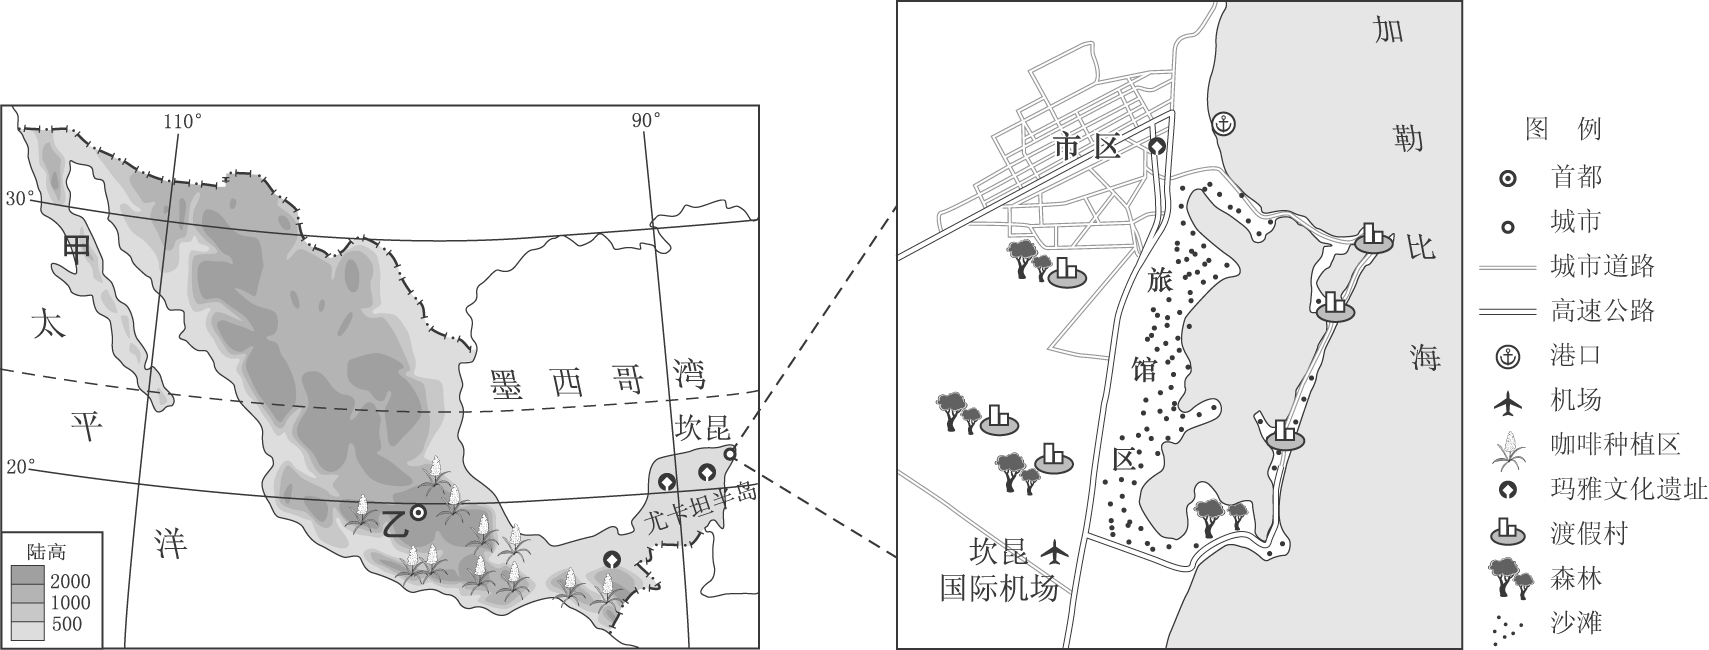 110°
90°
30°
甲
太
平
洋
墨西哥湾
坎昆
20°
尤卡坦半岛
乙
陆高
2000
1000
500
加勒比海
市区
旅馆区
坎昆
国际机场
图 例
首都
城市
城市道路
高速公路
港口
机场
咖啡种植区
玛雅文化遗址
渡假村
森林
沙滩